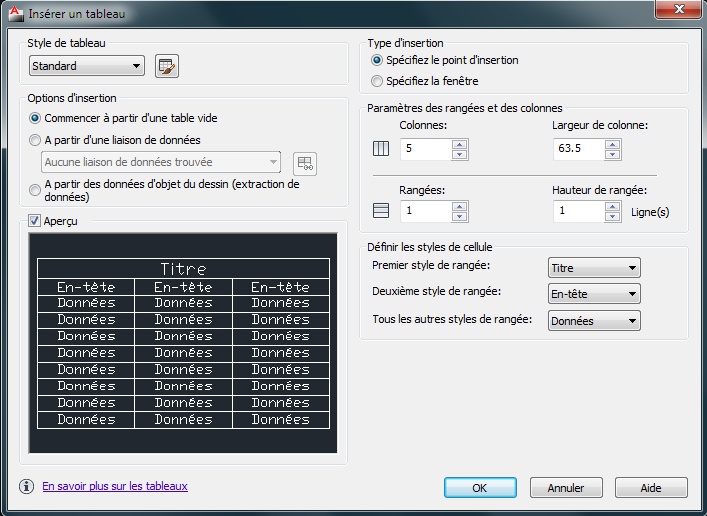 Insérer un tableau
Style de tableau
Standard
Options d'insertion
Commencer à partir d'une table vide
A partir d'une liaison de données
Aucune liaison de données trouvée
A partir des données d'objet du dessin (extraction de
données)
Aperçu
Titre
En-tête En-tête En-tête
Données Données Données
Données Données Données
Données Données Données
Données Données Données
Données Données Données
Données Données Données
Données Données Données
Données Données Données
Type d'insertion
Spécifiez le point d'insertion
Spécifiez la fenêtre
Paramètres des rangées et des colonnes
Colonnes: Largeur de colonne:
5 63.5
Rangées: Hauteur de rangée:
1 1 Ligne(s)
Définir les styles de cellule
Premier style de rangée: Titre
Deuxième style de rangée: En-tête
Tous les autres styles de rangée: Données
En savoir plus sur les tableaux
OK Annuler Aide